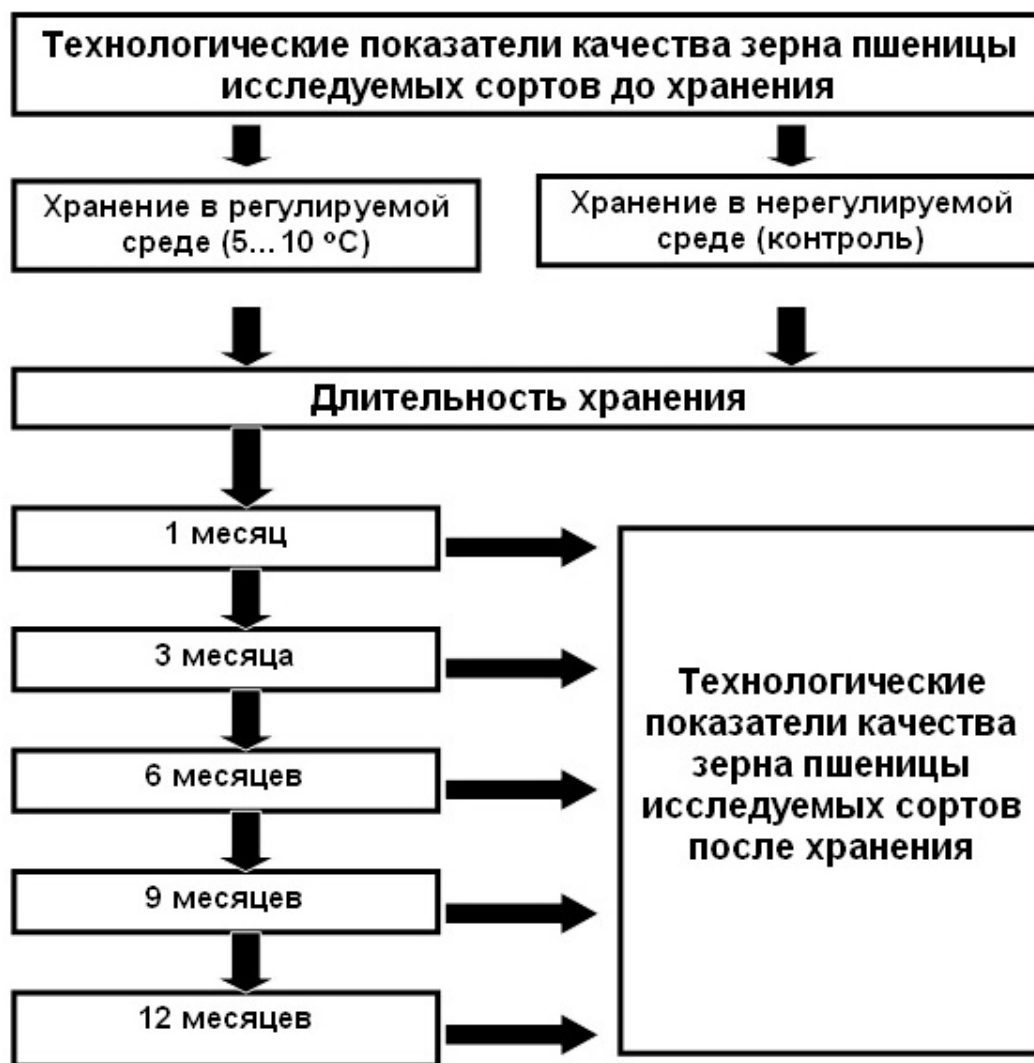 Технологические показатели качества зерна пшеницы
исследуемых сортов до хранения
Хранение в регулируемой
среде (5... 10 ºС)
Хранение в нерегулируемой
среде (контроль)
Длительность хранения
1 месяц
3 месяца
6 месяцев
9 месяцев
12 месяцев
Технологические
показатели качества
зерна пшеницы
исследуемых сортов
после хранения